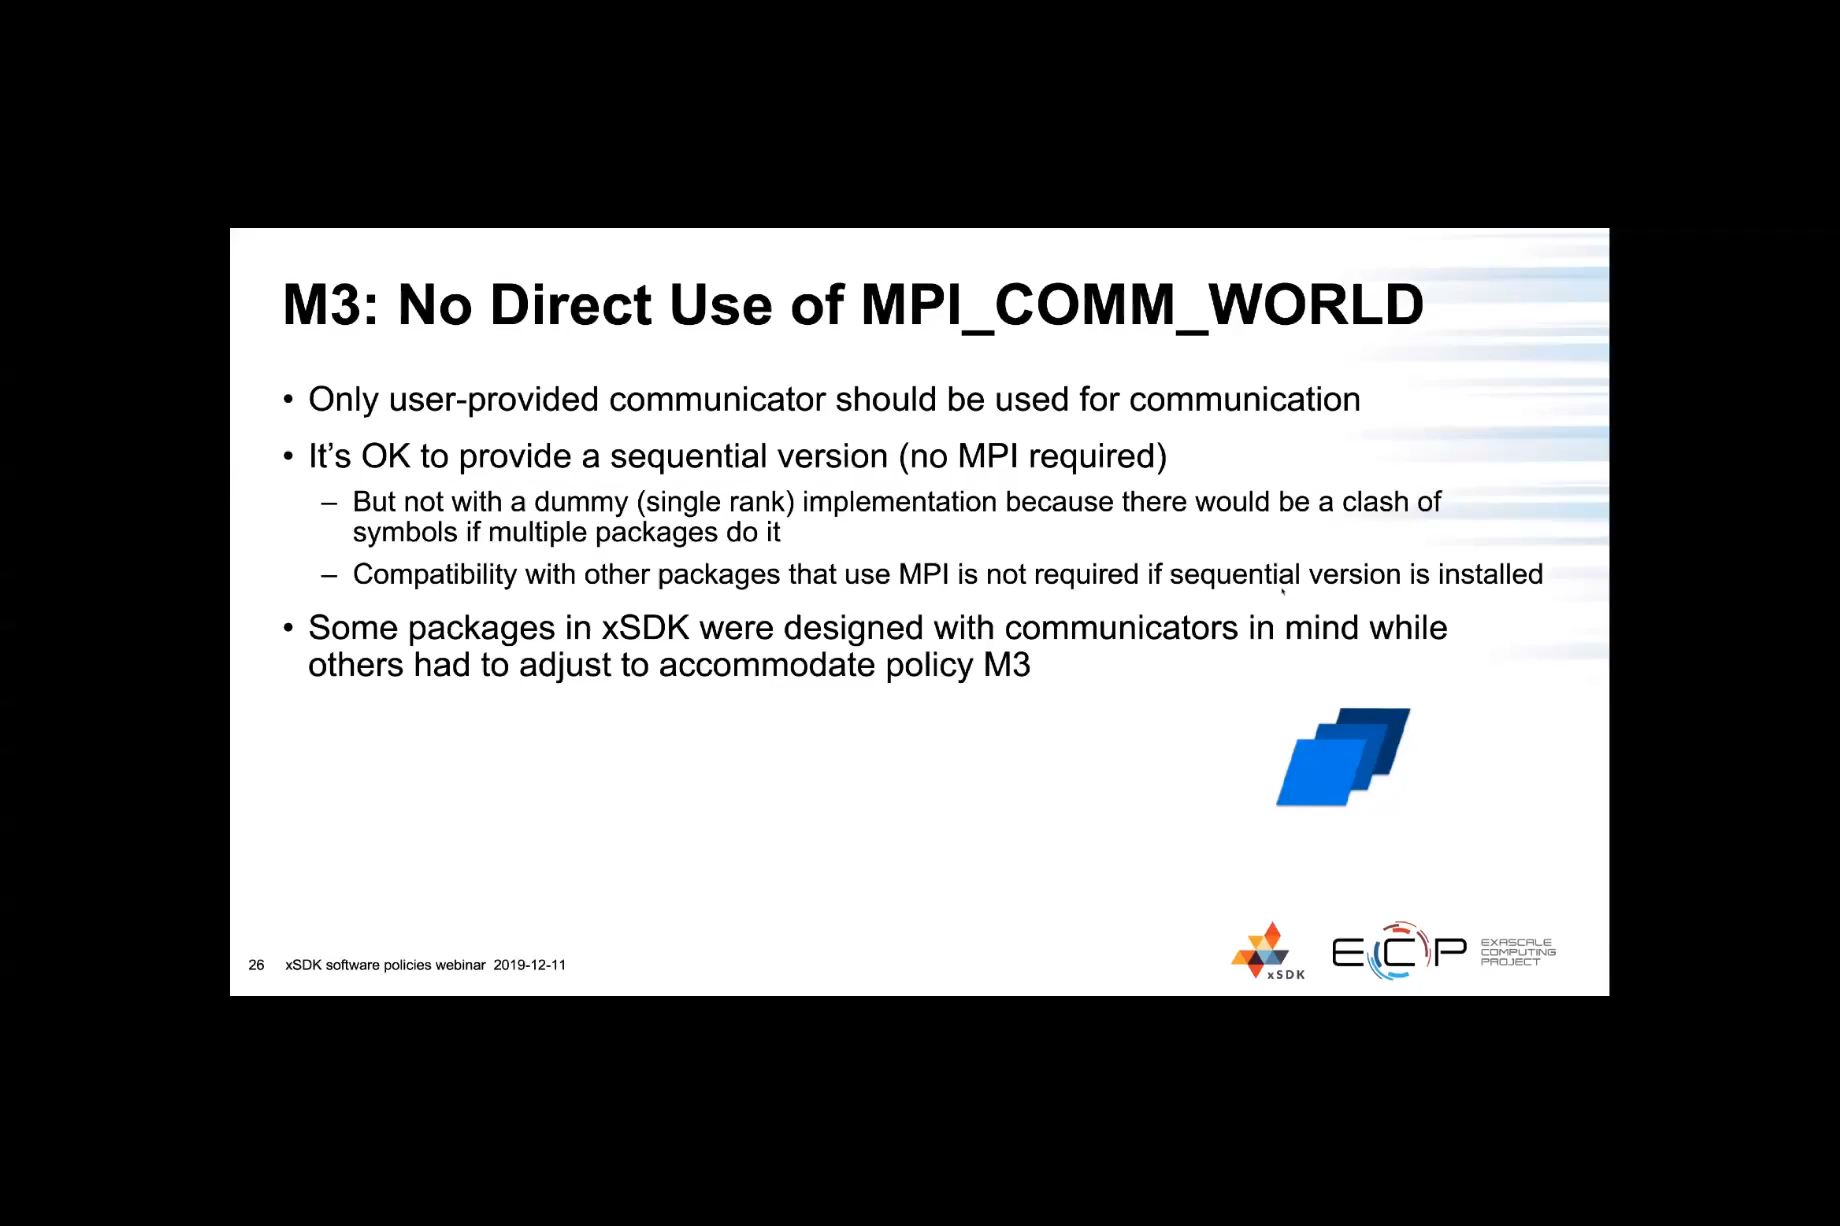 M3: No Direct Use of MPI_COMM_WORLD
• Only user-provided communicator should be used for communication
• It’s OK to provide a sequential version (no MPI required)
– But not with a dummy (single rank) implementation because there would be a clash of
symbols if multiple packages do it
– Compatibility with other packages that use MPI is not required if sequential version is installed
• Some packages in xSDK were designed with communicators in mind while
others had to adjust to accommodate policy M3
26 xSDK software policies webinar 2019-12-11
xSDK
ECP
EXASCALE
COMPUTING
PROJECT